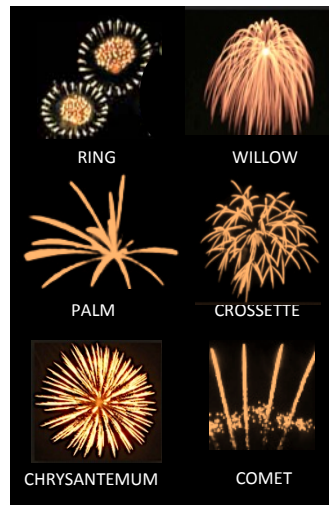 RING
WILLOW
PALM
CROSSETTE
CHRYSANTEMUM
COMET